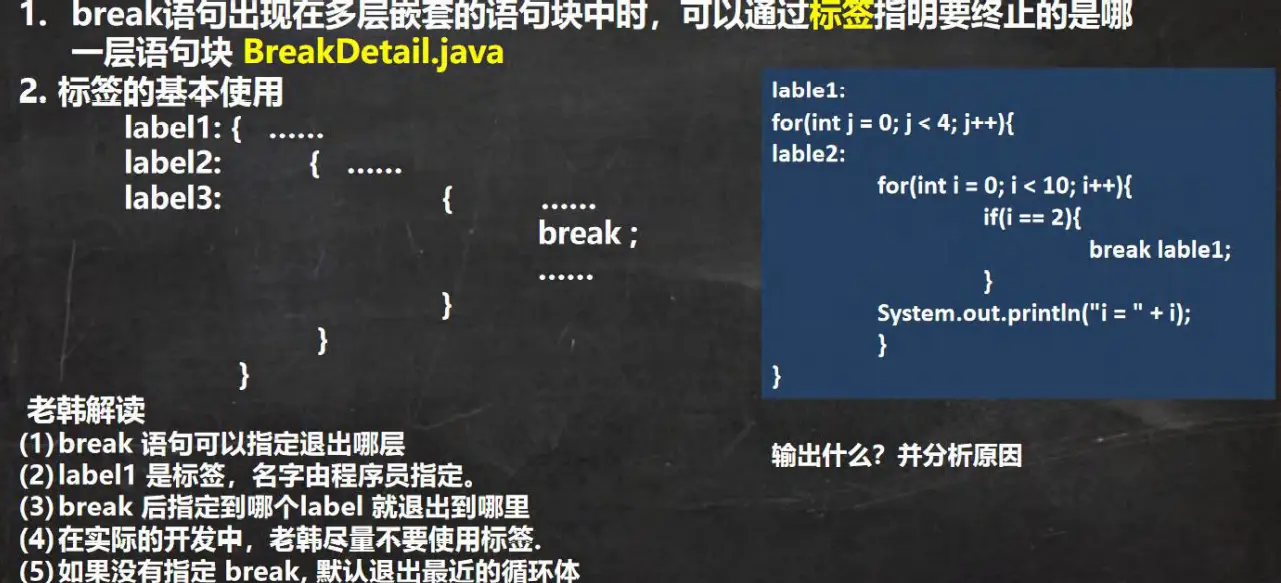 1. break语句出现在多层嵌套的语句块中时，可以通过标签指明要终止的是哪
一层语句块 BreakDetail.java
2. 标签的基本使用
label1: { ……
label2: { ……
label3: { ……
break ;
……
}
}
}
老韩解读
(1) break 语句可以指定退出哪层
(2) label1 是标签，名字由程序员指定。
(3) break 后指定到哪个label 就退出到哪里
(4) 在实际的开发中，老韩尽量不要使用标签.
(5) 如果没有指定 break, 默认退出最近的循环体
lable1:
for(int j = 0; j < 4; j++){
lable2:
for(int i = 0; i < 10; i++){
if(i == 2){
break lable1;
}
System.out.println("i = " + i);
}
}
输出什么？并分析原因